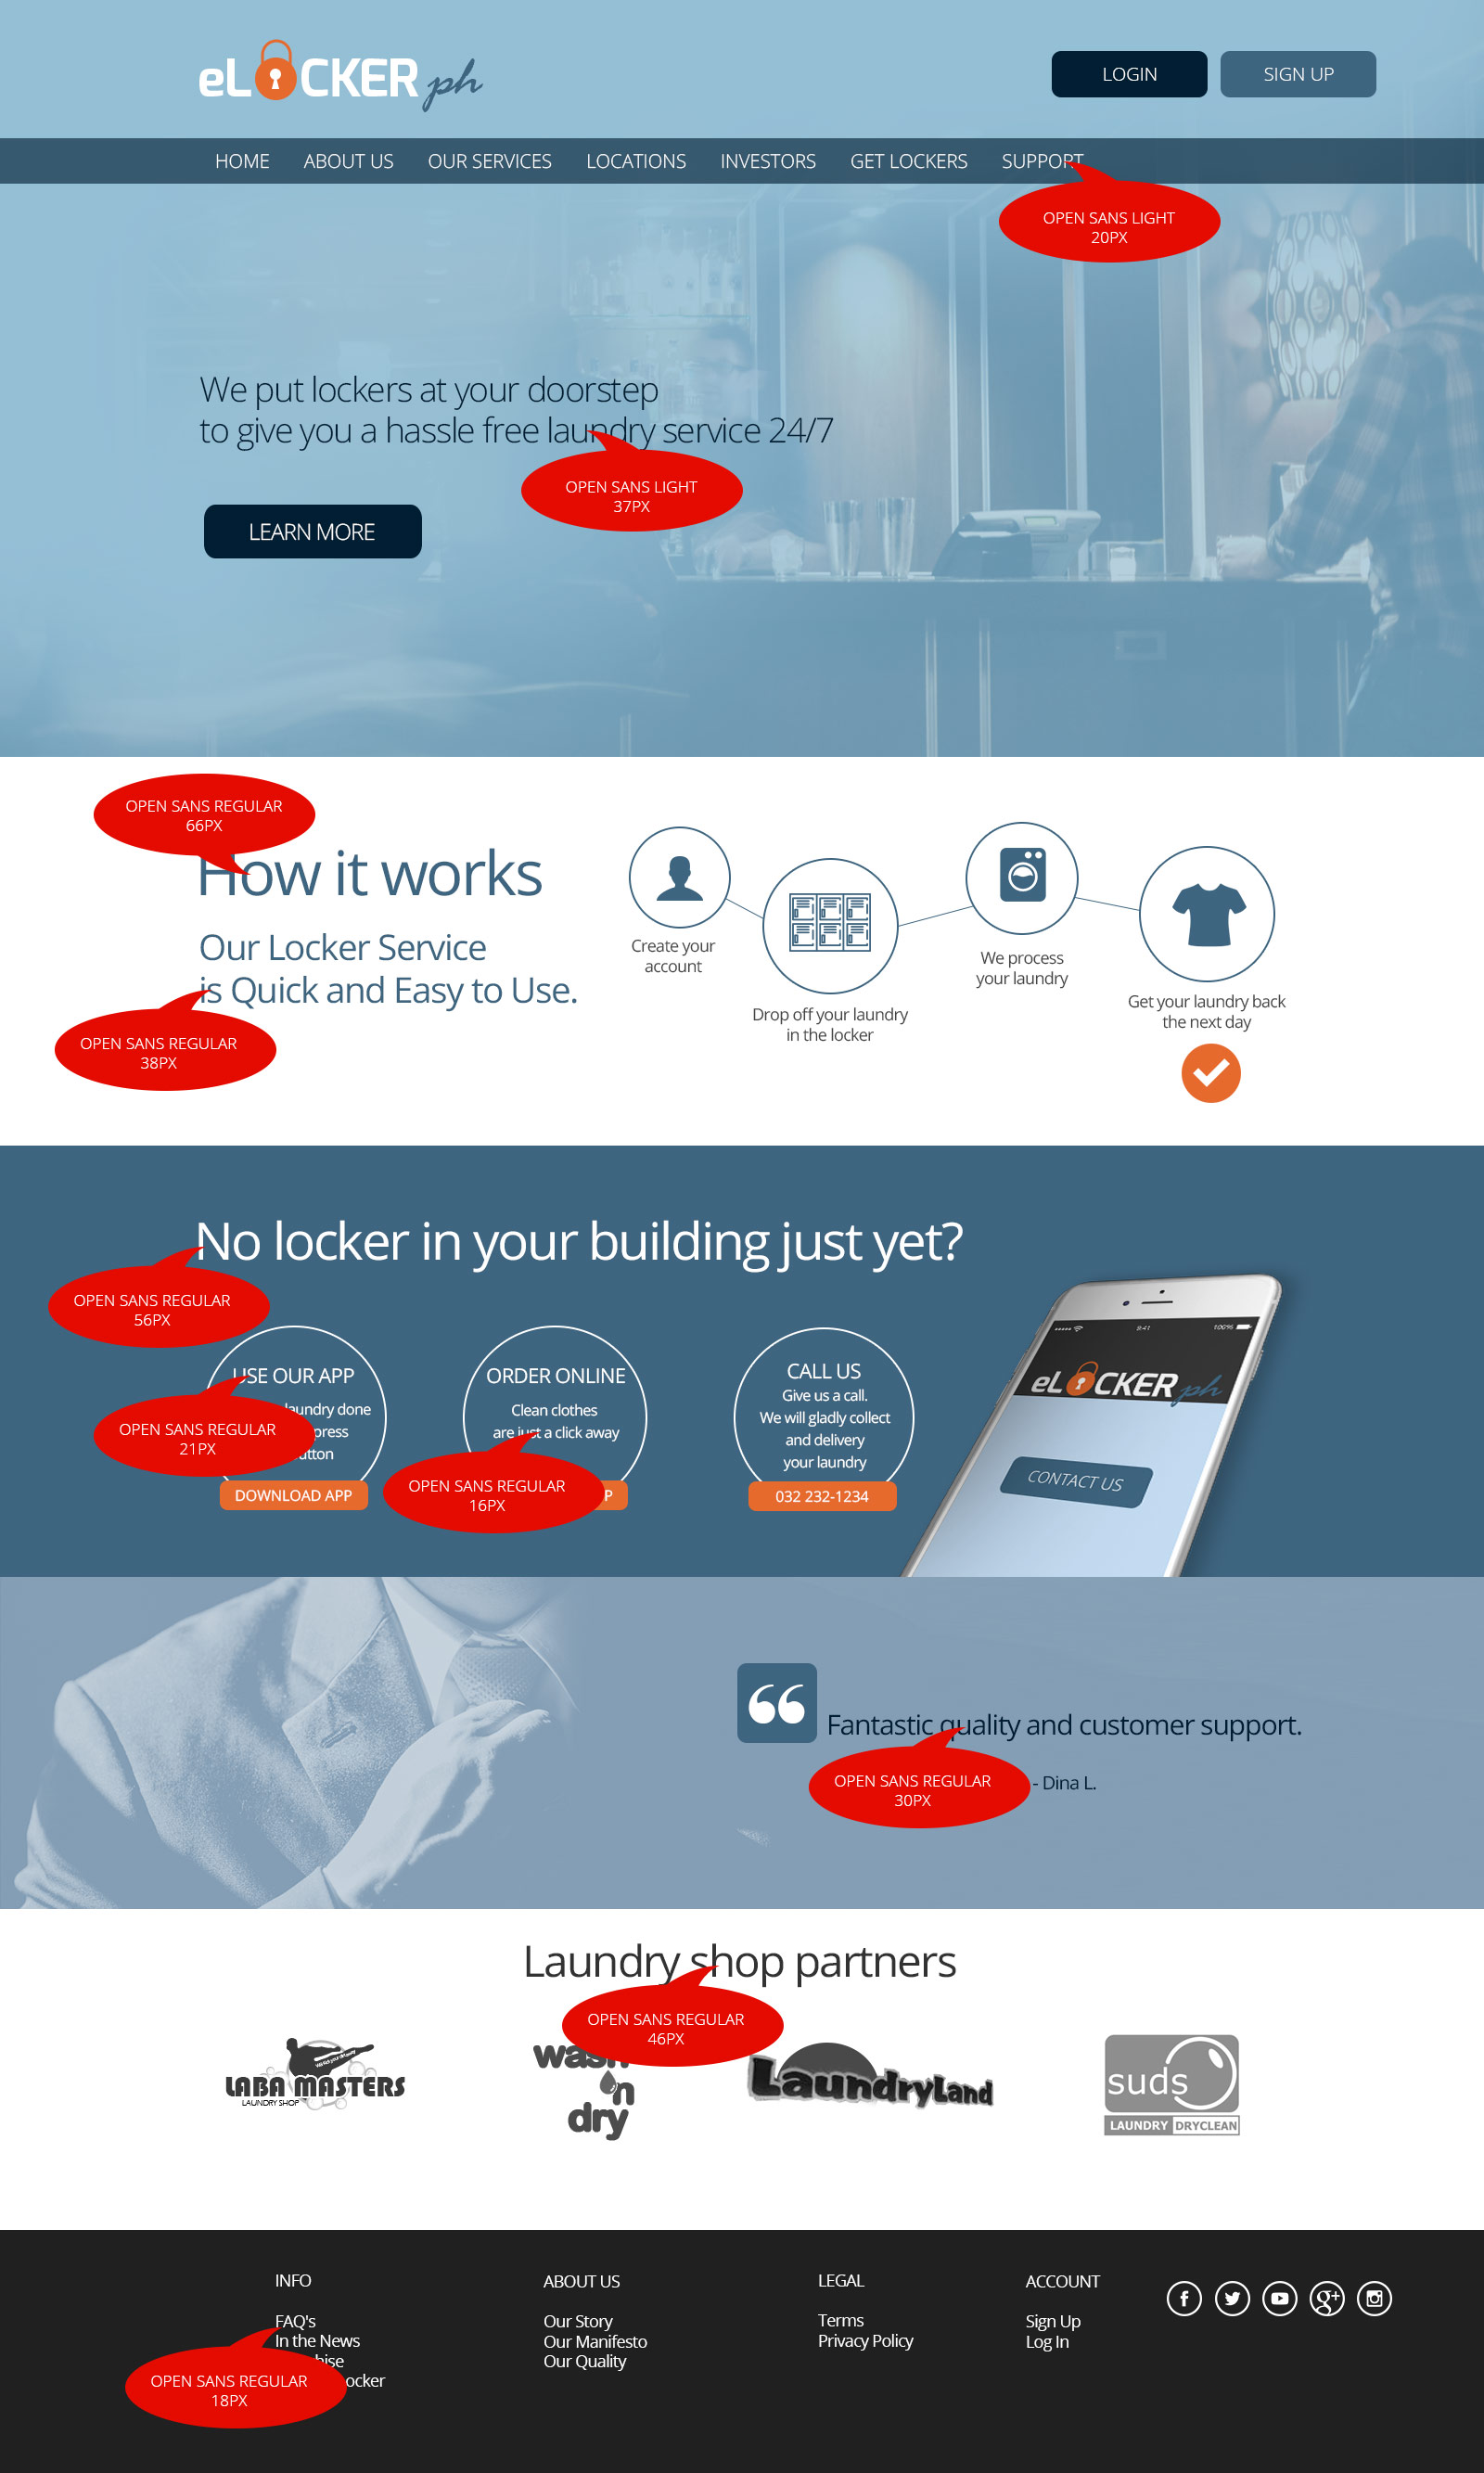 eLOCKER ph
LOGIN
SIGN UP
HOME
ABOUT US
OUR SERVICES
LOCATIONS
INVESTORS
GET LOCKERS
SUPPORT
OPEN SANS LIGHT
20PX
We put lockers at your doorstep
to give you a hassle free laundry service 24/7
OPEN SANS LIGHT
37PX
LEARN MORE
OPEN SANS REGULAR
66PX
How it works
Our Locker Service
is Quick and Easy to Use.
OPEN SANS REGULAR
38PX
Create your
account
Drop off your laundry
in the locker
We process
your laundry
Get your laundry back
the next day
No locker in your building just yet?
OPEN SANS REGULAR
56PX
USE OUR APP
laundry done
press
OPEN SANS REGULAR
21PX
DOWNLOAD APP
ORDER ONLINE
Clean clothes
are just a click away
OPEN SANS REGULAR
16PX
P
CALL US
Give us a call.
We will gladly collect
and delivery
your laundry
032 232-1234
9:41
100%
eLOCKER ph
CONTACT US
Fantastic quality and customer support.
OPEN SANS REGULAR
30PX
- Dina L.
Laundry shop partners
OPEN SANS REGULAR
46PX
LABA MASTERS
LAUNDRY SHOP
wash
n
dry
LaundryLand
suds
LAUNDRY DRYCLEAN
INFO
FAQ's
In the News
ocker
OPEN SANS REGULAR
18PX
ABOUT US
Our Story
Our Manifesto
Our Quality
LEGAL
Terms
Privacy Policy
ACCOUNT
Sign Up
Log In